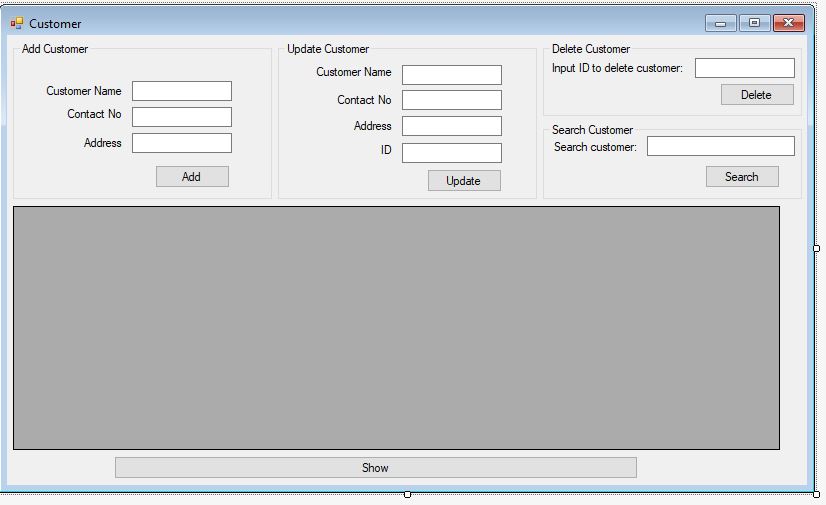 Customer
Add Customer
Customer Name
Contact No
Address
Add
Update Customer
Customer Name
Contact No
Address
ID
Update
Delete Customer
Input ID to delete customer:
Delete
Search Customer
Search customer:
Search
Show